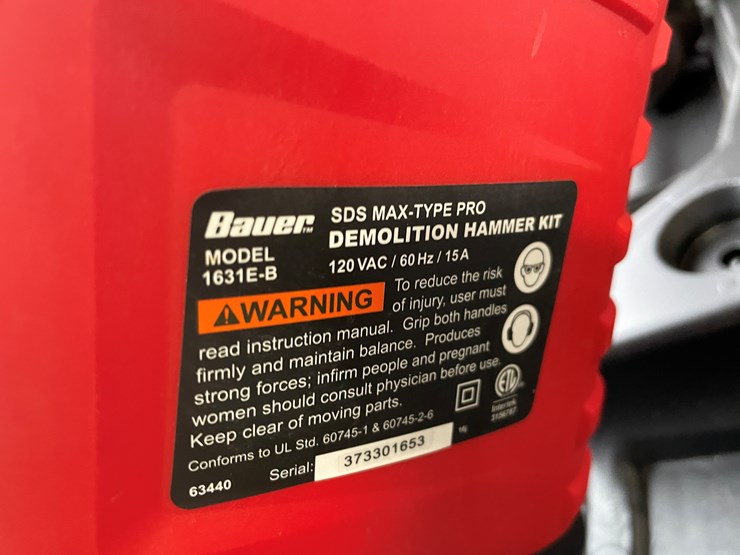 Bauer™ SDS MAX-TYPE PRO
DEMOLITION HAMMER KIT
MODEL
1631E-B
120 VAC / 60 Hz / 15 A
WARNING To reduce the risk
of injury, user must
read instruction manual. Grip both handles
firmly and maintain balance. Produces
strong forces; infirm people and pregnant
women should consult physician before use.
Keep clear of moving parts.
Conforms to UL Std. 60745-1 & 60745-2-6
ETL
Intertek
63440
Serial: 373301653